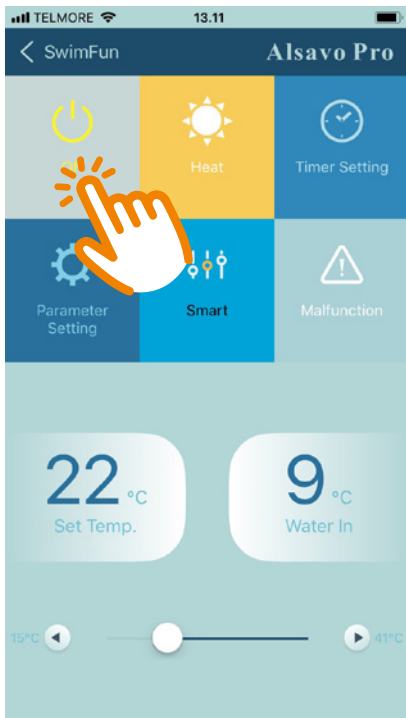 TELMORE
13.11
SwimFun
Alsavo Pro
Heat
Timer Setting
Parameter
Setting
Smart
Malfunction
22 °C
Set Temp.
9 °C
Water In
15°C
41°C